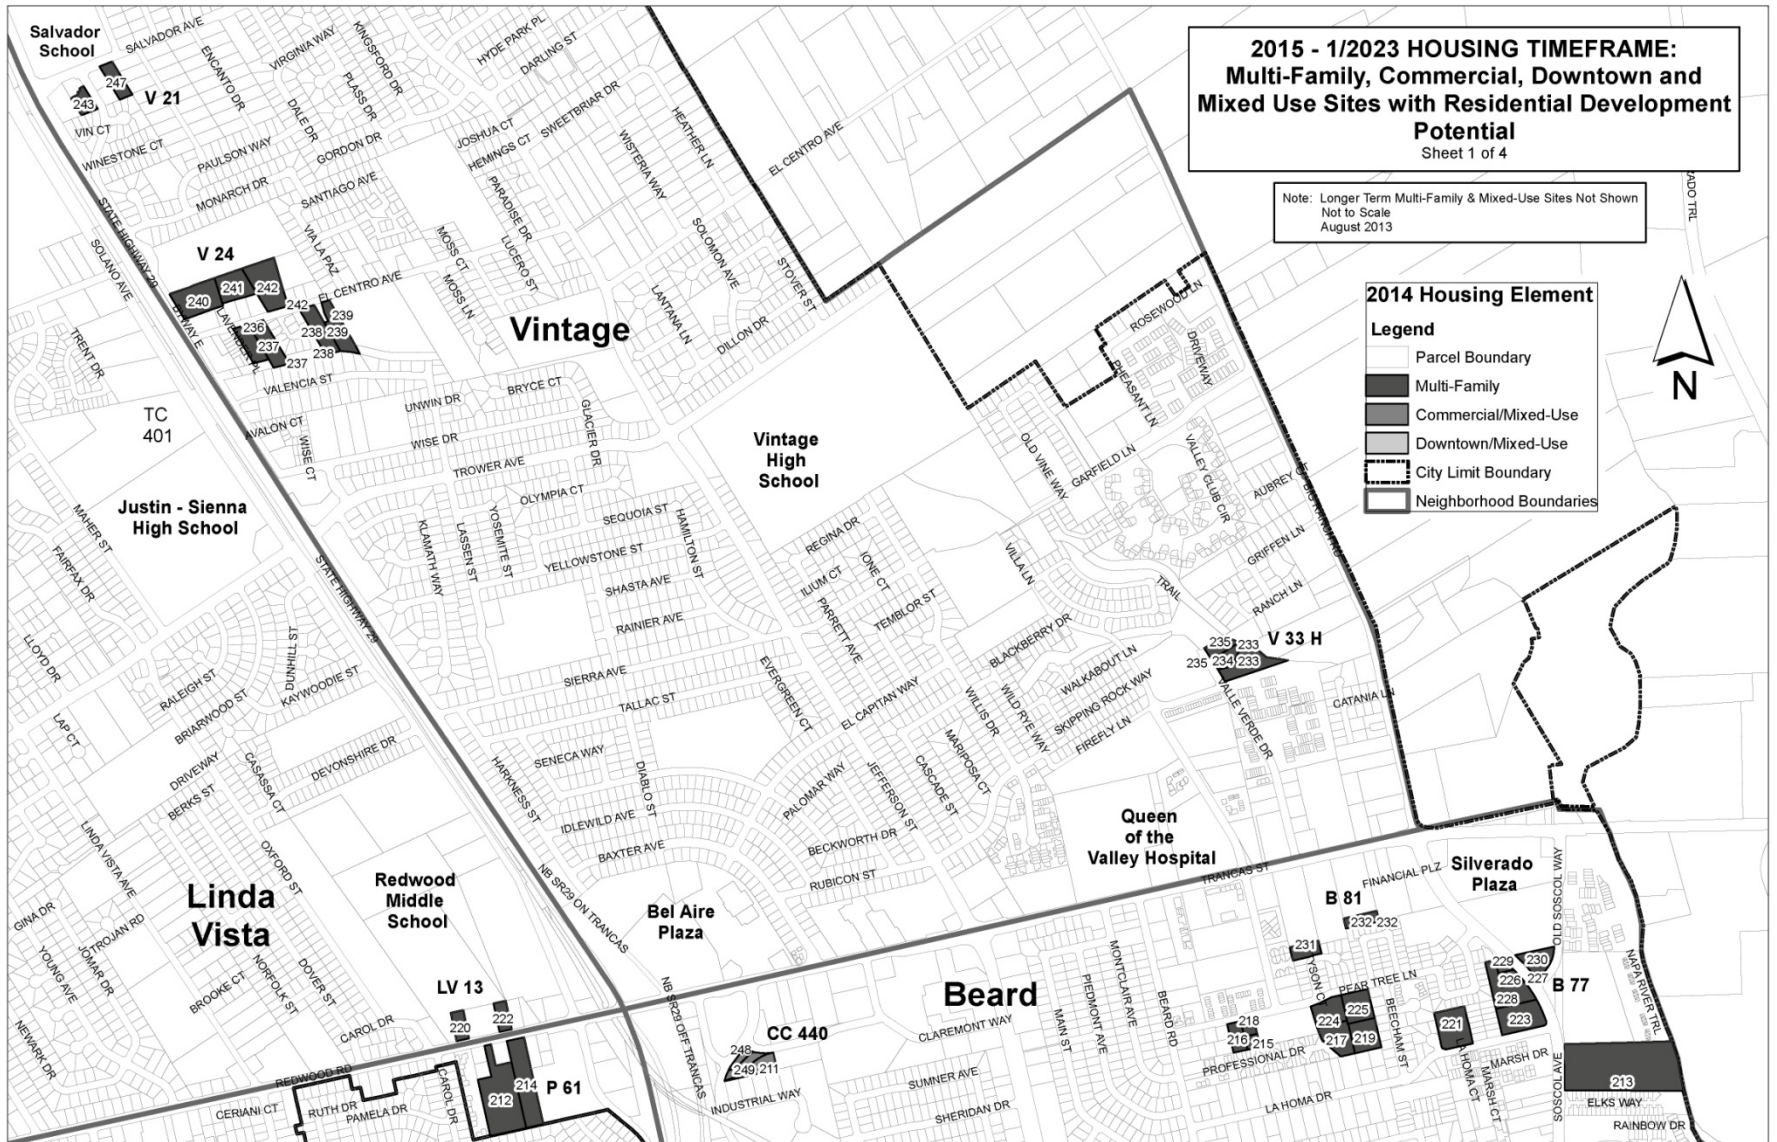 2015 - 1/2023 HOUSING TIMEFRAME:
Multi-Family, Commercial, Downtown and
Mixed Use Sites with Residential Development
Potential
Sheet 1 of 4
Note: Longer Term Multi-Family & Mixed-Use Sites Not Shown
Not to Scale
August 2013
2014 Housing Element
Legend
Parcel Boundary
Multi-Family
Commercial/Mixed-Use
Downtown/Mixed-Use
City Limit Boundary
Neighborhood Boundaries
N
Salvador
School
SALVADOR AVE
ENCANTO DR
VIRGINIA WAY
KINGSFORD DR
PLASS DR
DALE DR
HYDE PARK PL
DARLING ST
247
243
V 21
VIN CT
WINESTONE CT
PAULSON WAY
GORDON DR
MONARCH DR
SANTIAGO AVE
JOSHUA CT
HEMINGS CT
SWEETBRIAR DR
HEATHER LN
WISTERIA WAY
PARADISE DR
EL CENTRO AVE
STATE HIGHWAY 29
SOLANO AVE
VIA LA PAZ
MOSS CT
MOSS LN
LUCERO ST
SOLOMON AVE
STOVER ST
LANTANA LN
DILLON DR
V 24
240
241
242
242
EL CENTRO AVE
239
238
239
238
236
237
237
LAVENDER PL
VALENCIA ST
Vintage
ROSEWOOD LN
DRIVEWAY
PHEASANT LN
TRENT DR
TC
401
AVALON CT
WISE CT
UNWIN DR
BRYCE CT
WISE DR
TROWER AVE
GLACIER DR
OLYMPIA CT
Vintage
High
School
OLD VINE WAY
GARFIELD LN
VALLEY CLUB CIR
AUBREY CT
BIG RANCH RD
GRIFFEN LN
RANCH LN
Justin - Sienna
High School
MAHER ST
FAIRFAX DR
KLAMATH WAY
LASSEN ST
YOSEMITE ST
SEQUOIA ST
YELLOWSTONE ST
HAMILTON ST
SHASTA AVE
RAINIER AVE
REGINA DR
IONE CT
ILIUM CT
PARRETT AVE
TEMBLOR ST
VILLA LN
TRAIL
BLACKBERRY DR
STATE HIGHWAY 29
V 33 H
235
233
235
234
233
VALLE VERDE DR
CATANIA LN
LLOYD DR
DUNHILL ST
RALEIGH ST
KAYWOODIE ST
BRIARWOOD ST
LAP CT
SIERRA AVE
TALLAC ST
EVERGREEN CT
EL CAPITAN WAY
WILLIS DR
WILD RYE WAY
WALKABOUT LN
SKIPPING ROCK WAY
FIREFLY LN
DRIVEWAY
CASASSA CT
DEVONSHIRE DR
BERKS ST
HARKNESS ST
SENECA WAY
DIABLO ST
IDLEWILD AVE
BAXTER AVE
PALOMAR WAY
JEFFERSON ST
CASCADE ST
MARIPOSA CT
BECKWORTH DR
RUBICON ST
Queen
of the
Valley Hospital
LINDA VISTA AVE
OXFORD ST
Linda
Vista
Redwood
Middle
School
NB SR29 ON TRANCAS
Bel Aire
Plaza
TRANCAS ST
FINANCIAL PLZ
Silverado
Plaza
OLD SOSCOL WAY
GINA DR
YOUNG AVE
JOMAR DR
TROJAN RD
BROOKE CT
NORFOLK ST
DOVER ST
CAROL DR
NEWARK DR
LV 13
220
222
Beard
NB SR29 OFF TRANCAS
CC 440
248
249
211
CLAREMONT WAY
MAIN ST
PIEDMONT AVE
MONTCLAIR AVE
BEARD RD
B 81
232
232
231
TYSON CT
PEAR TREE LN
229
230
226
227
228
223
B 77
NAPA RIVER TRL
224
225
217
219
221
218
216
215
PROFESSIONAL DR
BEECHAM ST
LA HOMA CT
MARSH DR
MARSH CT
SOSCOL AVE
213
ELKS WAY
RAINBOW DR
REDWOOD RD
CERIANI CT
RUTH DR
PAMELA DR
CAROL DR
212
214
P 61
INDUSTRIAL WAY
SUMNER AVE
SHERIDAN DR
LA HOMA DR